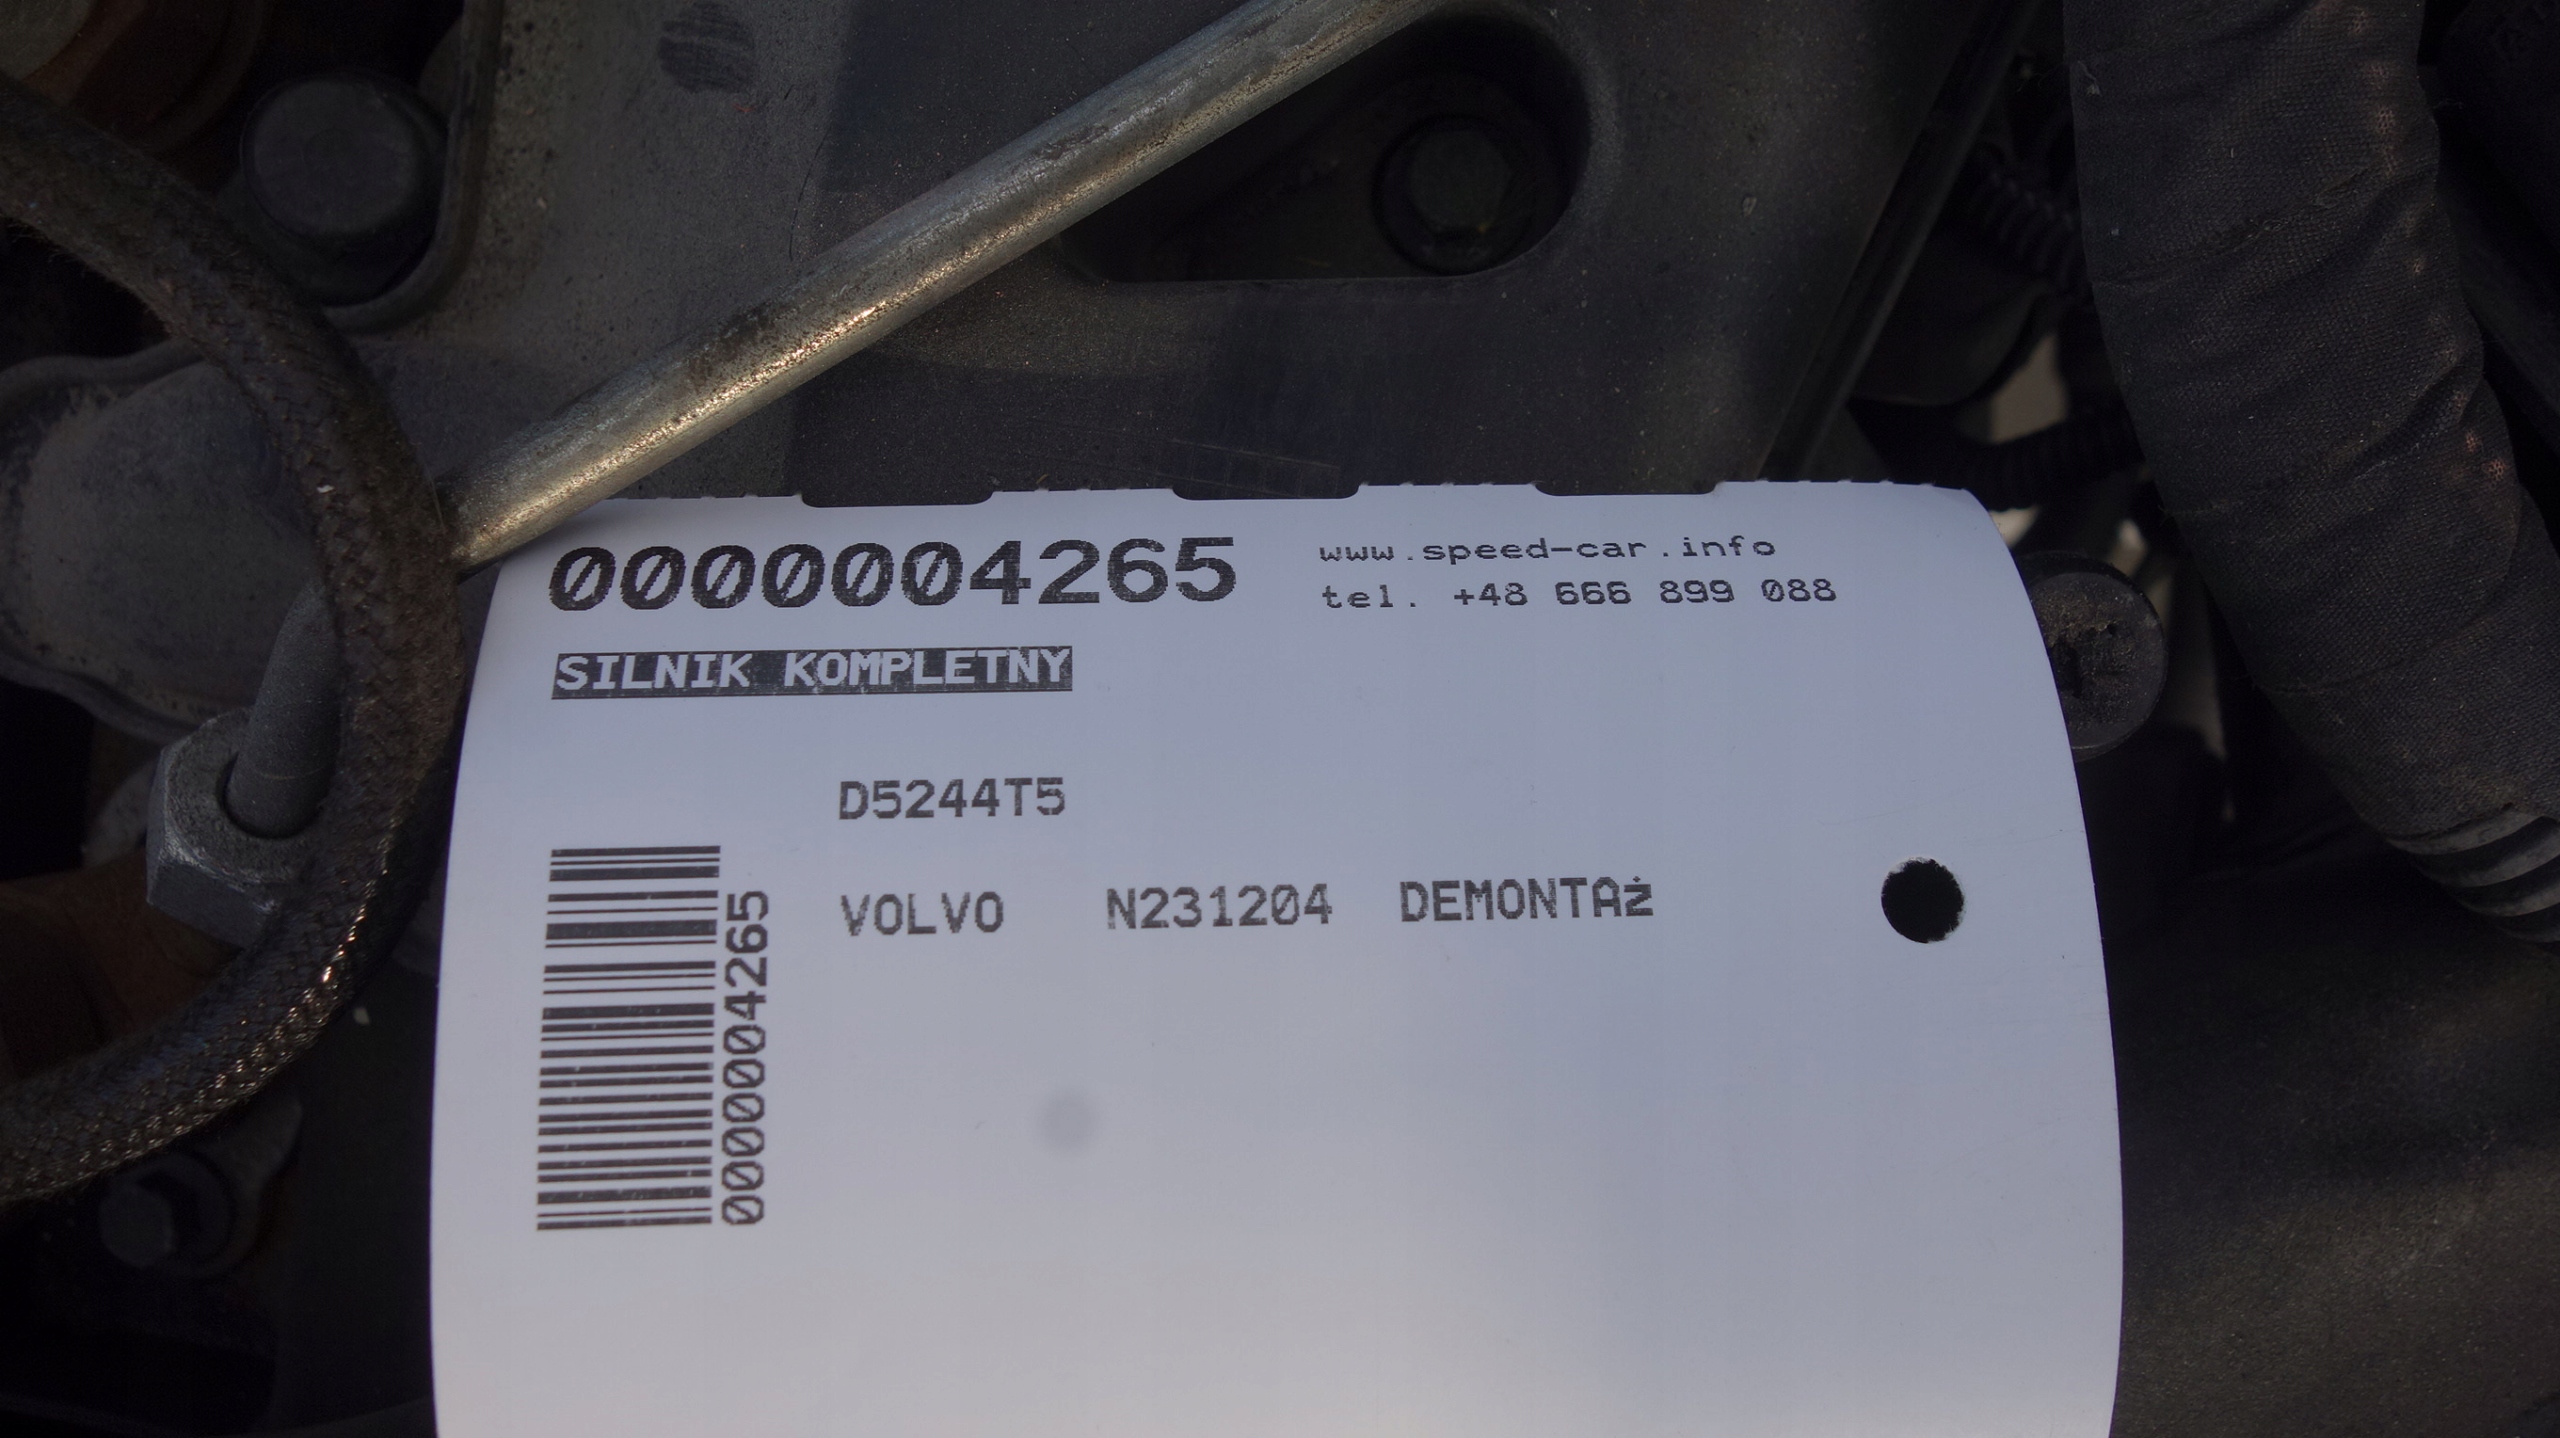 0000004265
www.speed-car.info
tel. +48 666 899 088
SILNIK KOMPLETNY
D5244T5
VOLVO N231204 DEMONTAż
0000004265